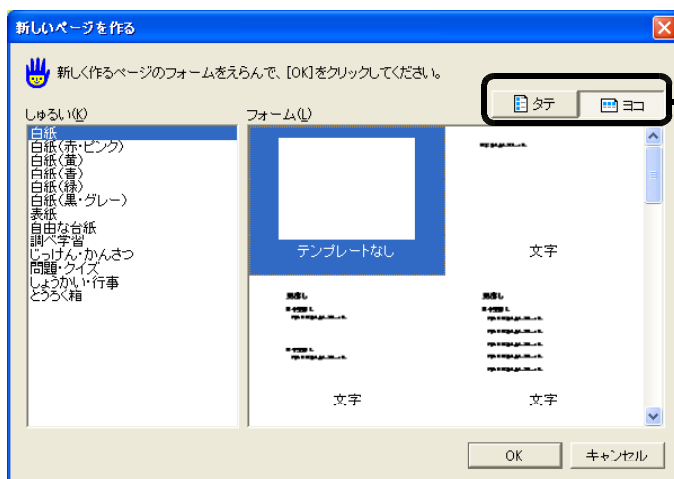 新しいページを作る
新しく作るページのフォームをえらんで、[OK]をクリックしてください。
タテ
ヨコ
しゅるい(K)
フォーム(L)
白紙
白紙(赤・ピンク)
白紙(黄)
白紙(青)
白紙(緑)
白紙(黒・グレー)
表紙
自由な台紙
調べ学習
じっけん・かんさつ
問題・クイズ
しょうかい・行事
とうろく箱
テンプレートなし
文字
文字
文字
OK
キャンセル